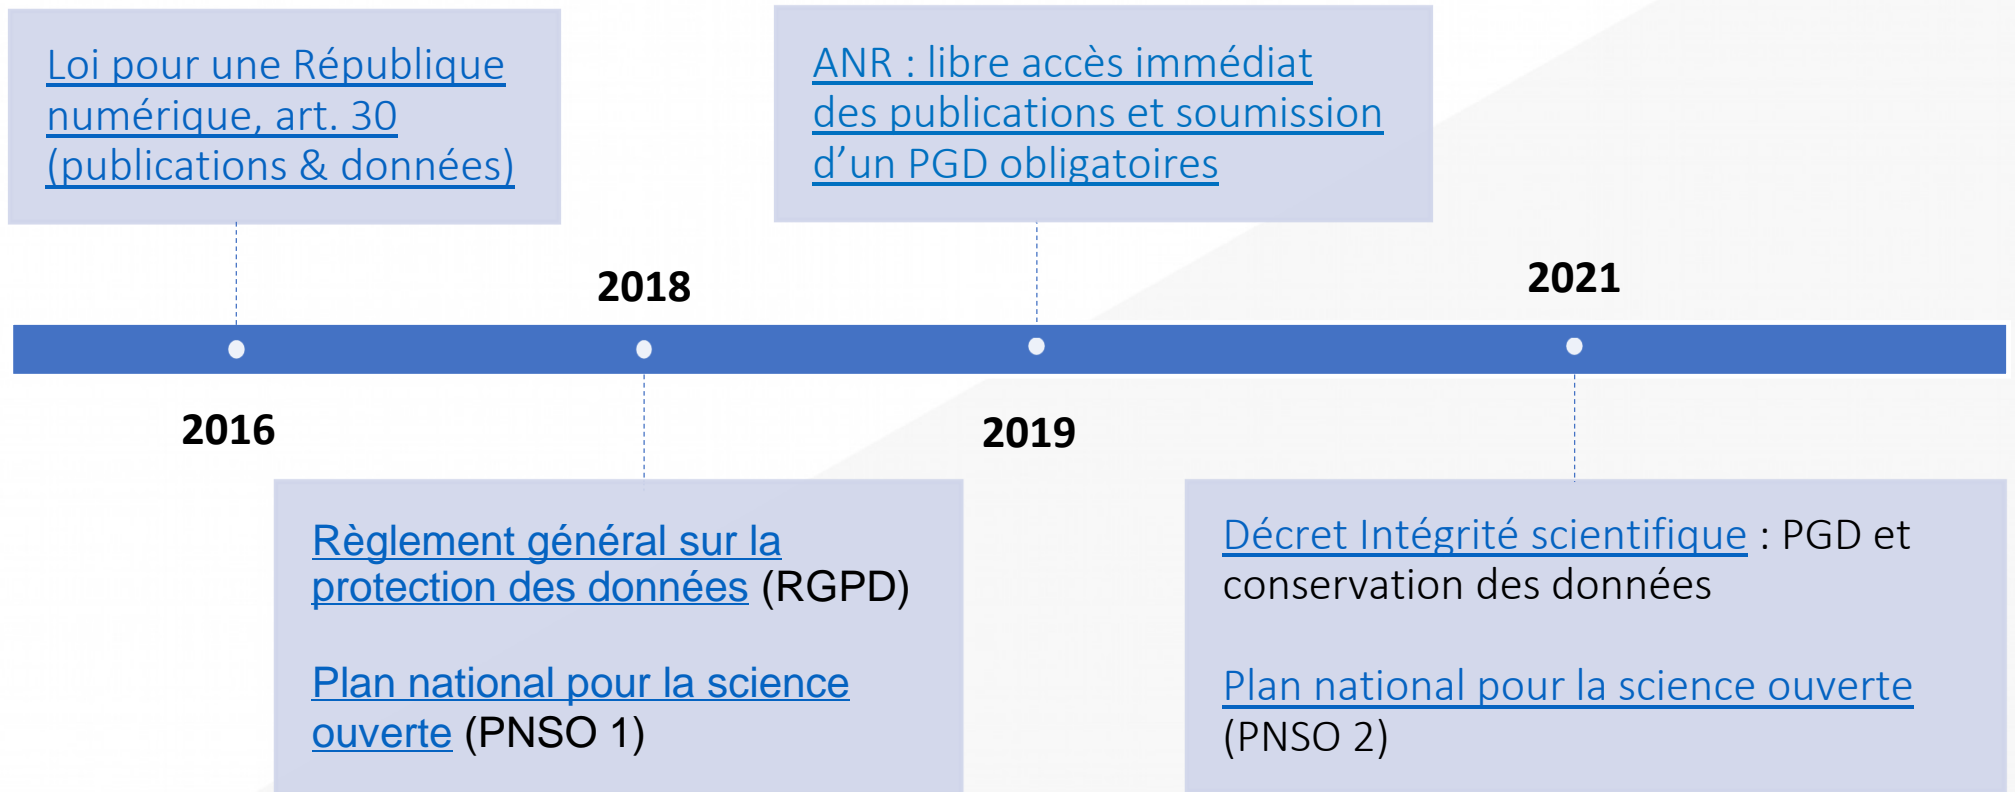 Loi pour une République
numérique, art. 30
(publications & données)
ANR : libre accès immédiat
des publications et soumission
d’un PGD obligatoires
2018
2021
2016
2019
Règlement général sur la
protection des données (RGPD)
Plan national pour la science
ouverte (PNSO 1)
Décret Intégrité scientifique : PGD et
conservation des données
Plan national pour la science ouverte
(PNSO 2)